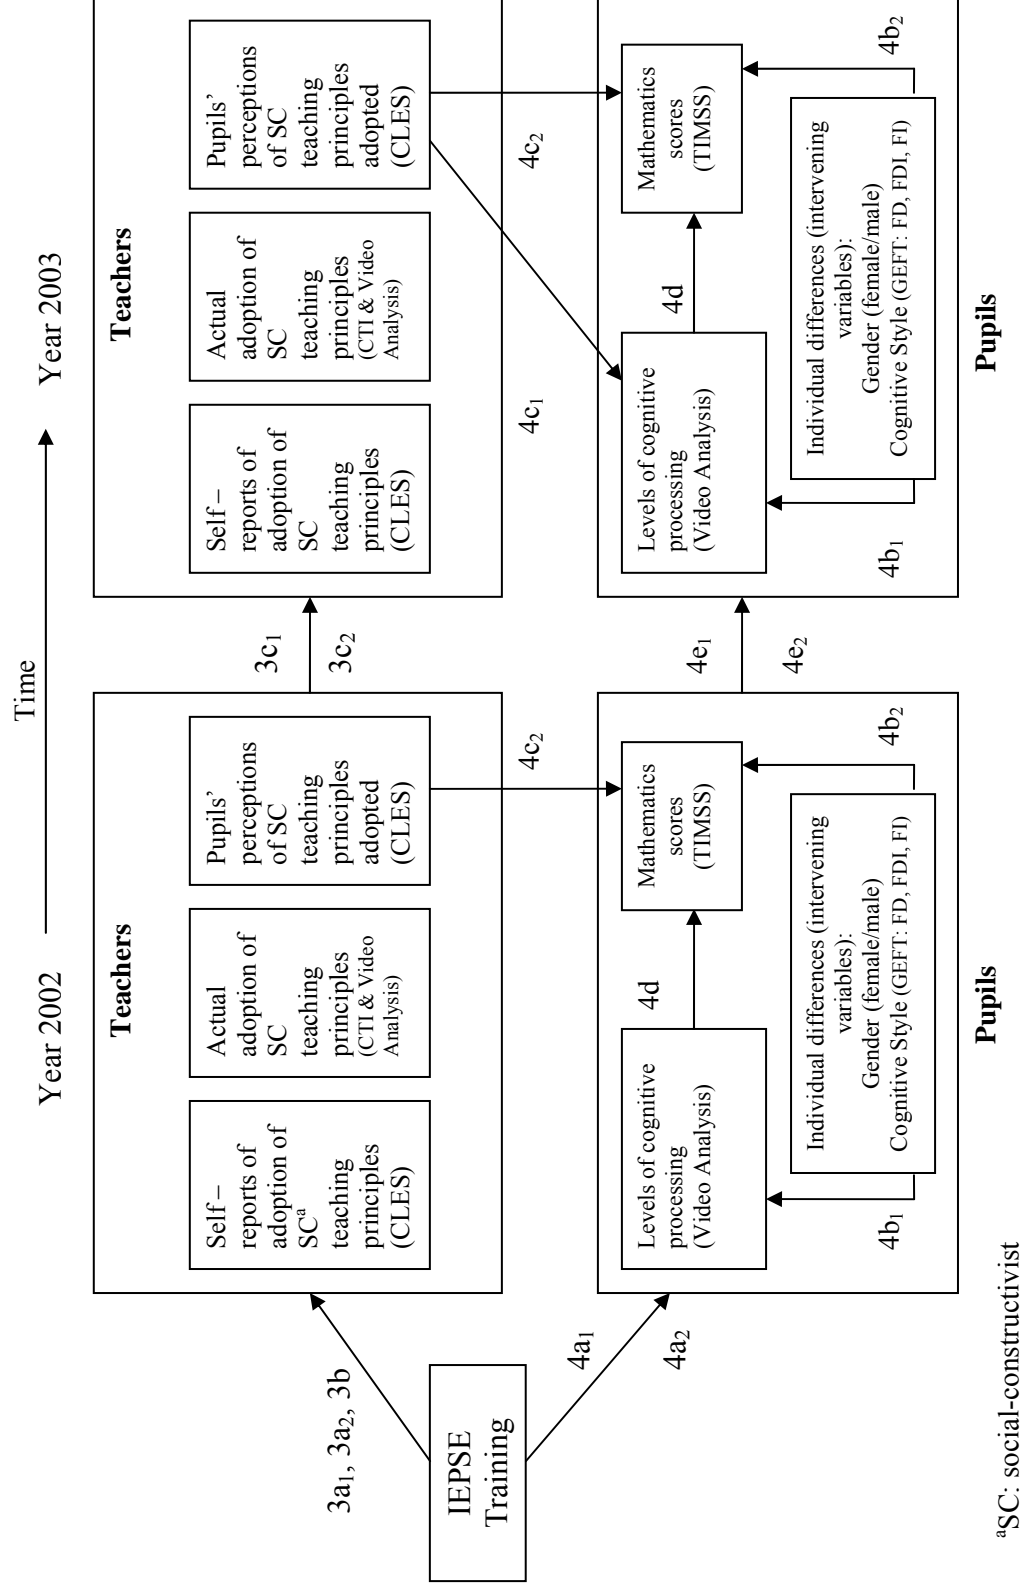 Time
Year 2002
Year 2003
IEPSE
Training
3a₁, 3a₂, 3b
4a₁
4a₂
Teachers
Self –
reports of
adoption of
SCᵃ
teaching
principles
(CLES)
Actual
adoption of
SC
teaching
principles
(CTI & Video
Analysis)
Pupils’
perceptions
of SC
teaching
principles
adopted
(CLES)
4c₂
Levels of cognitive
processing
(Video Analysis)
4d
Mathematics
scores
(TIMSS)
Individual differences (intervening
variables):
Gender (female/male)
Cognitive Style (GEFT: FD, FDI, FI)
4b₁
4b₂
Pupils
3c₁
3c₂
4e₁
4e₂
Teachers
Self –
reports of
adoption of
SC
teaching
principles
(CLES)
Actual
adoption of
SC
teaching
principles
(CTI & Video
Analysis)
Pupils’
perceptions
of SC
teaching
principles
adopted
(CLES)
4c₁
4c₂
Levels of cognitive
processing
(Video Analysis)
4d
Mathematics
scores
(TIMSS)
Individual differences (intervening
variables):
Gender (female/male)
Cognitive Style (GEFT: FD, FDI, FI)
4b₁
4b₂
Pupils
ᵃSC: social-constructivist